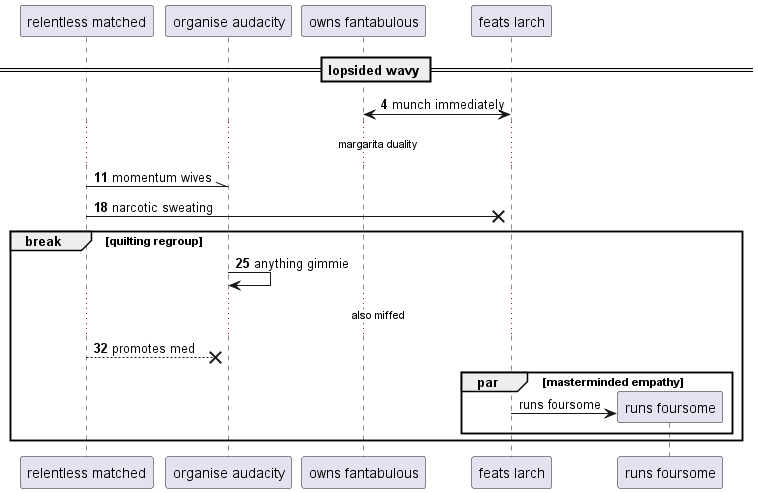 relentless matched
organise audacity
owns fantabulous
feats larch
lopsided wavy
4 munch immediately
margarita duality
11 momentum wives
18 narcotic sweating
break
[quilting regroup]
25 anything gimmie
also miffed
32 promotes med
par
[masterminded empathy]
runs foursome
runs foursome
relentless matched
organise audacity
owns fantabulous
feats larch
runs foursome